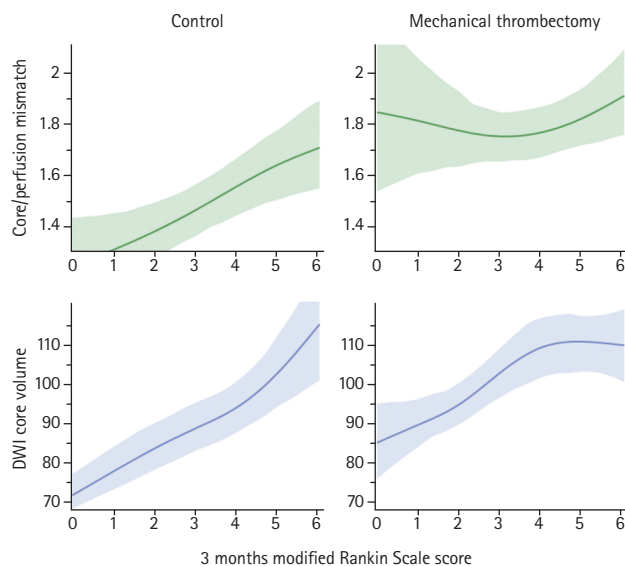 Control
Mechanical thrombectomy
Core/perfusion mismatch
2
1.8
1.6
1.4
0 1 2 3 4 5 6
2
1.8
1.6
1.4
0 1 2 3 4 5 6
DWI core volume
110
100
90
80
70
0 1 2 3 4 5 6
110
100
90
80
70
0 1 2 3 4 5 6
3 months modified Rankin Scale score